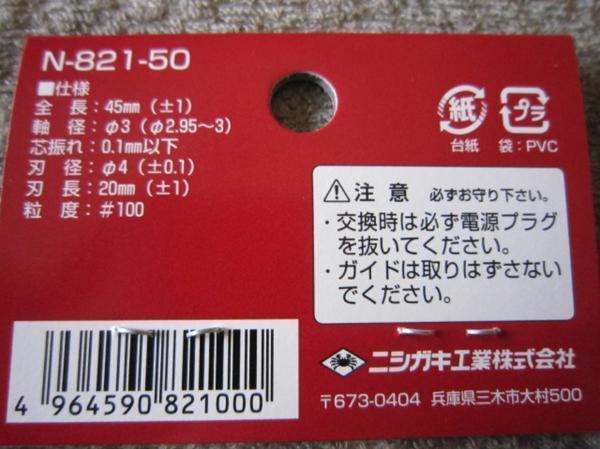 N-821-50
■仕様
全　長：45mm（±1）
軸　径：φ3（φ2.95〜3）
芯振れ：0.1mm以下
刃　径：φ4（±0.1）
刃　長：20mm（±1）
粒　度：#100
紙 プラ
台紙 袋：PVC
⚠注意 必ずお守り下さい。
・交換時は必ず電源プラグ
を抜いてください。
・ガイドは取りはずさない
でください。
4 964590 821000
ニシガキ工業株式会社
〒673-0404 兵庫県三木市大村500